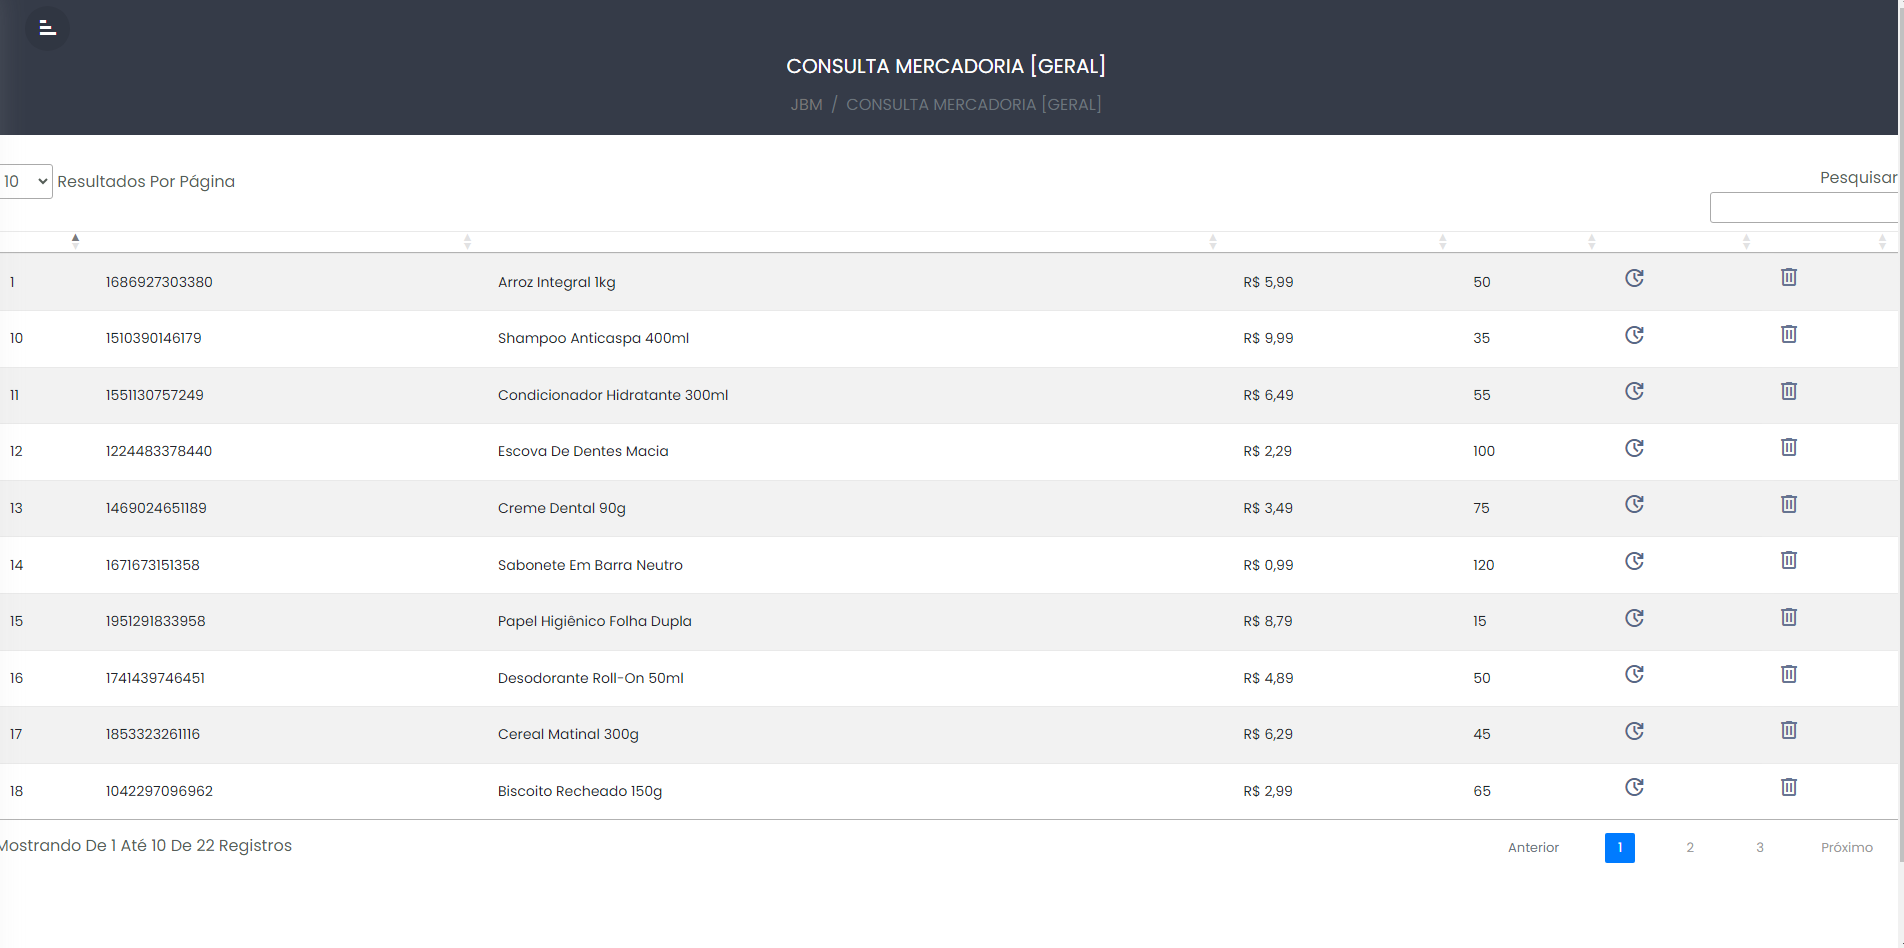 CONSULTA MERCADORIA [GERAL]
JBM / CONSULTA MERCADORIA [GERAL]
10 Resultados Por Página
Pesquisar
1 1686927303380 Arroz Integral 1kg R$ 5,99 50
10 1510390146179 Shampoo Anticaspa 400ml R$ 9,99 35
11 1551130757249 Condicionador Hidratante 300ml R$ 6,49 55
12 1224483378440 Escova De Dentes Macia R$ 2,29 100
13 1469024651189 Creme Dental 90g R$ 3,49 75
14 1671673151358 Sabonete Em Barra Neutro R$ 0,99 120
15 1951291833958 Papel Higiênico Folha Dupla R$ 8,79 15
16 1741439746451 Desodorante Roll-On 50ml R$ 4,89 50
17 1853323261116 Cereal Matinal 300g R$ 6,29 45
18 1042297096962 Biscoito Recheado 150g R$ 2,99 65
Mostrando De 1 Até 10 De 22 Registros
Anterior 1 2 3 Próximo